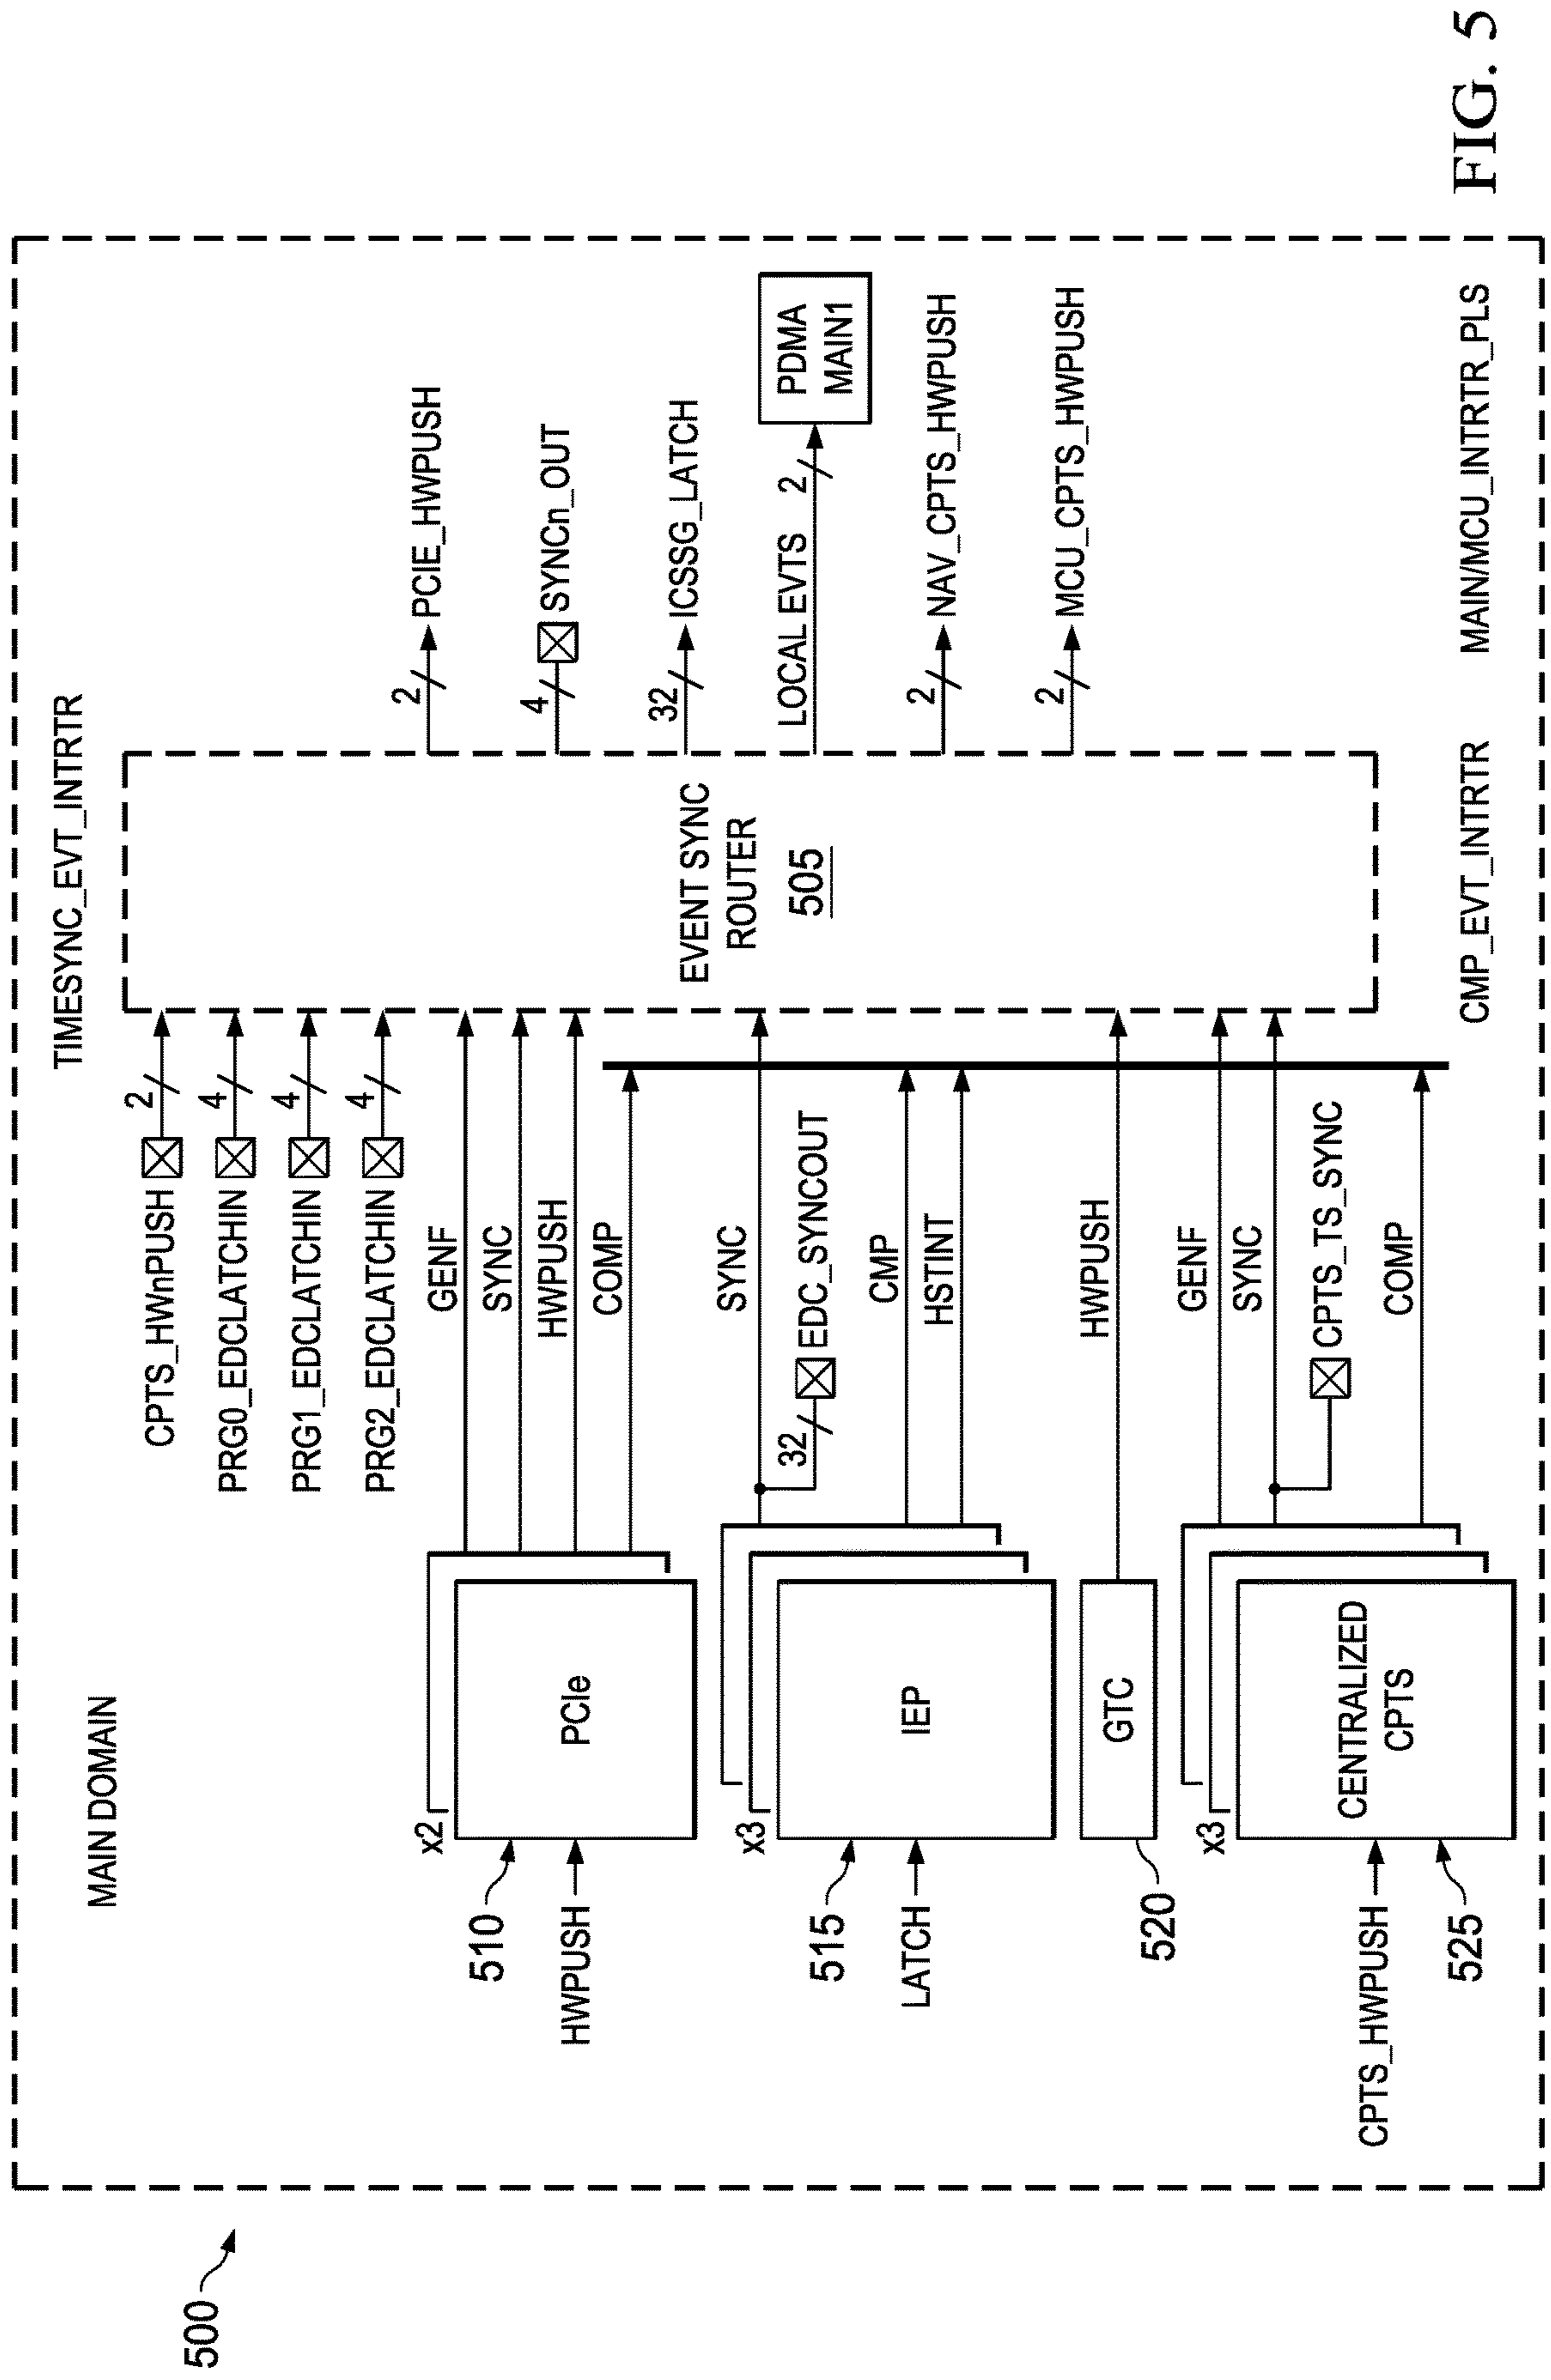 500
MAIN DOMAIN
TIMESYNC_EVT_INTRTR
CPTS_HWnPUSH
2
PRG0_EDCLATCHIN
4
PRG1_EDCLATCHIN
4
PRG2_EDCLATCHIN
4
x2
510
HWPUSH
PCIe
GENF
SYNC
HWPUSH
COMP
x3
515
LATCH
IEP
SYNC
32
EDC_SYNCOUT
CMP
HSTINT
520
GTC
HWPUSH
x3
CPTS_HWPUSH
525
CENTRALIZED
CPTS
GENF
SYNC
CPTS_TS_SYNC
COMP
EVENT SYNC
ROUTER
505
2
PCIE_HWPUSH
4
SYNCn_OUT
32
ICSSG_LATCH
LOCAL EVTS
2
PDMA
MAIN1
2
NAV_CPTS_HWPUSH
2
MCU_CPTS_HWPUSH
CMP_EVT_INTRTR
MAIN/MCU_INTRTR_PLS
FIG. 5